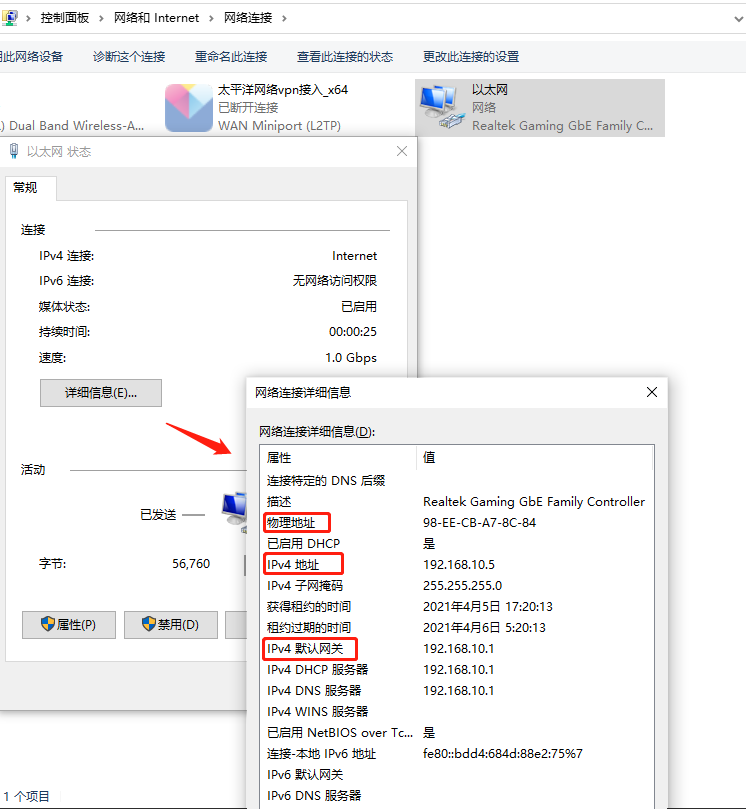 控制面板 › 网络和 Internet › 网络连接 ›
用此网络设备 诊断这个连接 重命名此连接 查看此连接的状态 更改此连接的设置
太平洋网络vpn接入_x64
已断开连接
WAN Miniport (L2TP)
以太网
网络
Realtek Gaming GbE Family C...
) Dual Band Wireless-A...
以太网 状态
常规
连接
IPv4 连接: Internet
IPv6 连接: 无网络访问权限
媒体状态: 已启用
持续时间: 00:00:25
速度: 1.0 Gbps
详细信息(E)...
活动
已发送
字节: 56,760
属性(P) 禁用(D)
网络连接详细信息
网络连接详细信息(D):
属性 值
连接特定的 DNS 后缀
描述 Realtek Gaming GbE Family Controller
物理地址 98-EE-CB-A7-8C-84
已启用 DHCP 是
IPv4 地址 192.168.10.5
IPv4 子网掩码 255.255.255.0
获得租约的时间 2021年4月5日 17:20:13
租约过期的时间 2021年4月6日 5:20:13
IPv4 默认网关 192.168.10.1
IPv4 DHCP 服务器 192.168.10.1
IPv4 DNS 服务器 192.168.10.1
IPv4 WINS 服务器
已启用 NetBIOS over Tc... 是
连接-本地 IPv6 地址 fe80::bdd4:684d:88e2:75%7
IPv6 默认网关
IPv6 DNS 服务器
1 个项目